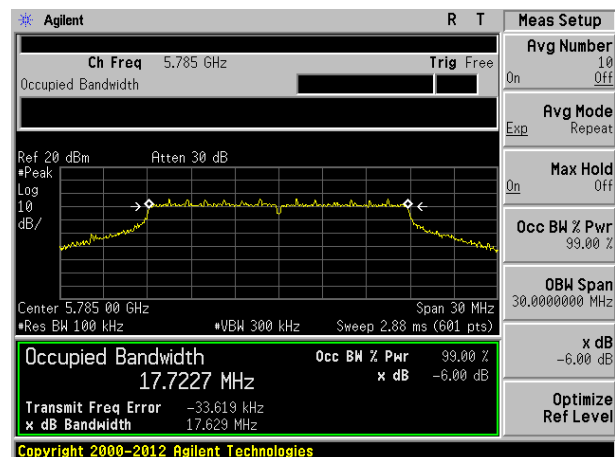 Agilent R T
Ch Freq 5.785 GHz Trig Free
Occupied Bandwidth
Ref 20 dBm Atten 30 dB
#Peak
Log
10
dB/
Center 5.785 00 GHz Span 30 MHz
#Res BW 100 kHz #VBW 300 kHz Sweep 2.88 ms (601 pts)
Occupied Bandwidth Occ BW % Pwr 99.00 %
17.7227 MHz x dB -6.00 dB
Transmit Freq Error -33.619 kHz
x dB Bandwidth 17.629 MHz
Copyright 2000-2012 Agilent Technologies
Meas Setup
Avg Number
10
On Off
Avg Mode
Exp Repeat
Max Hold
On Off
Occ BW % Pwr
99.00 %
OBW Span
30.0000000 MHz
x dB
-6.00 dB
Optimize
Ref Level